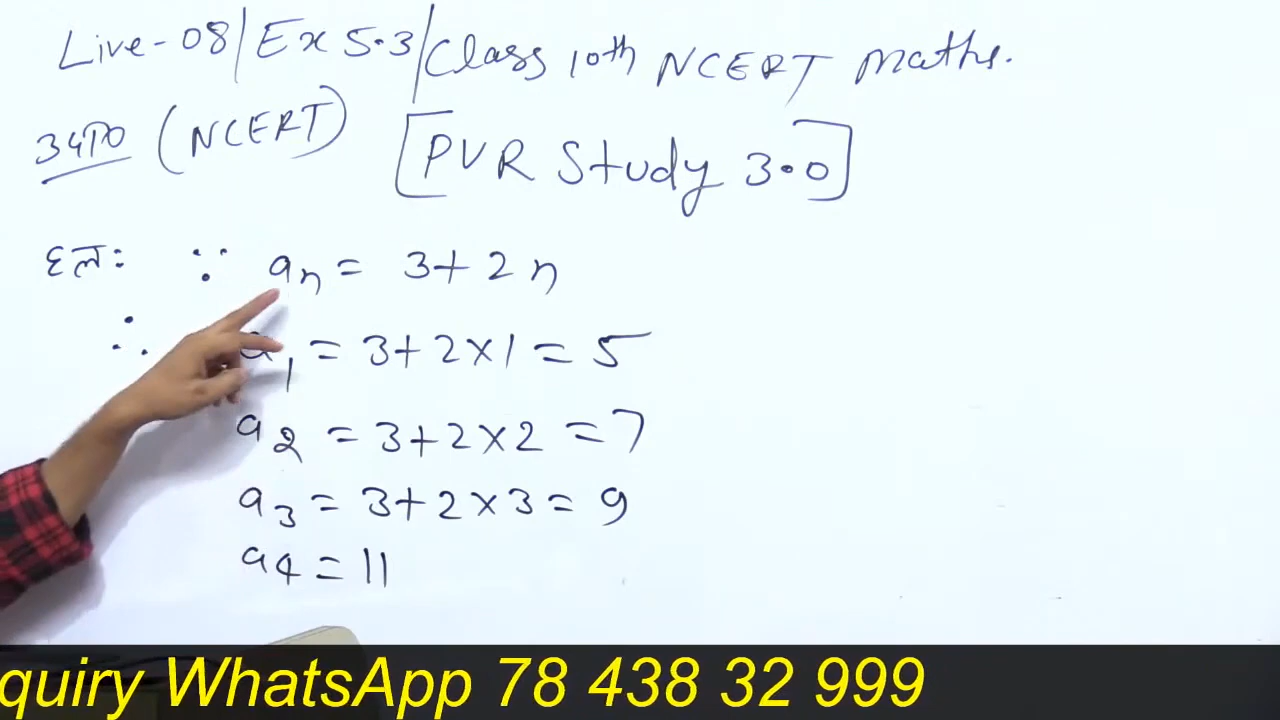 Live-08/Ex 5.3/Class 10th NCERT Maths.
उ4ा0 (NCERT) [PVR Study 3.0]
हल: ∵ an = 3+2n
∴ a1 = 3+2×1 = 5
a2 = 3+2×2 = 7
a3 = 3+2×3 = 9
a4 = 11
quiry WhatsApp 78 438 32 999